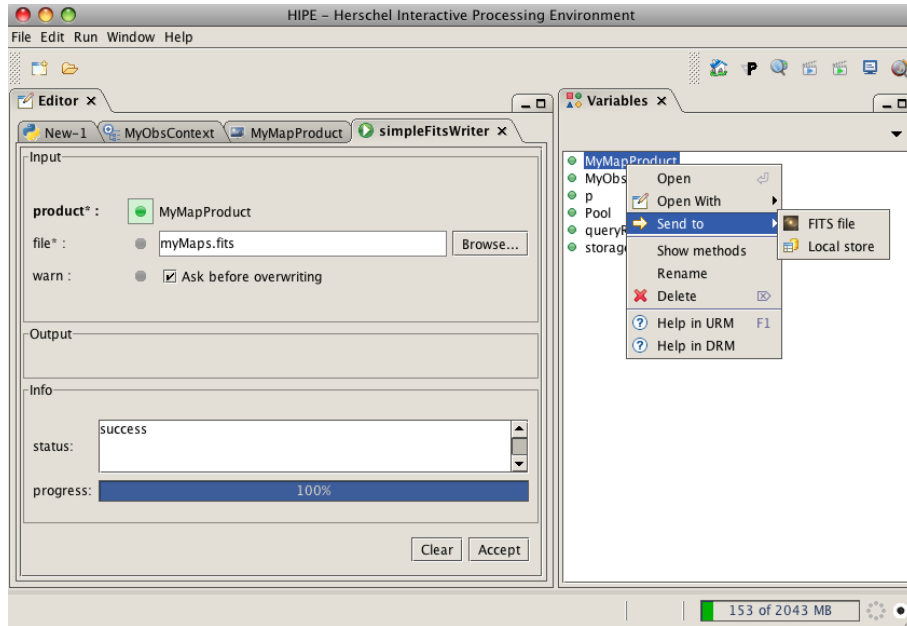 HIPE – Herschel Interactive Processing Environment
File Edit Run Window Help
Editor ×
New-1 MyObsContext MyMapProduct simpleFitsWriter ×
Input
product* : MyMapProduct
file* : myMaps.fits Browse...
warn : Ask before overwriting
Output
Info
status: success
progress: 100%
Clear Accept
Variables ×
MyMapProduct
MyObs
p
Pool
queryR
storag
Open
Open With
Send to
Show methods
Rename
Delete
Help in URM F1
Help in DRM
FITS file
Local store
153 of 2043 MB